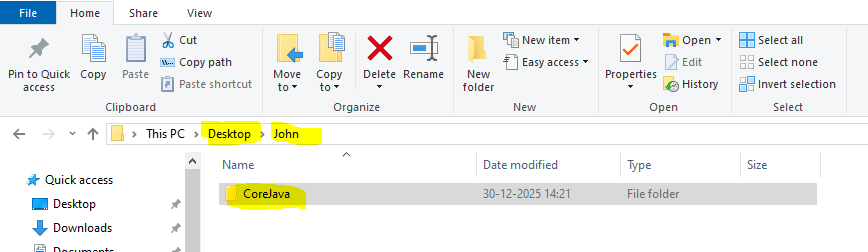 File Home Share View
Pin to Quick access
Copy
Paste
Cut
Copy path
Paste shortcut
Clipboard
Move to
Copy to
Delete
Rename
Organize
New folder
New item
Easy access
New
Properties
Open
Edit
History
Open
Select all
Select none
Invert selection
Select
This PC > Desktop > John
Name Date modified Type Size
Quick access
Desktop
Downloads
Documents
CoreJava 30-12-2025 14:21 File folder